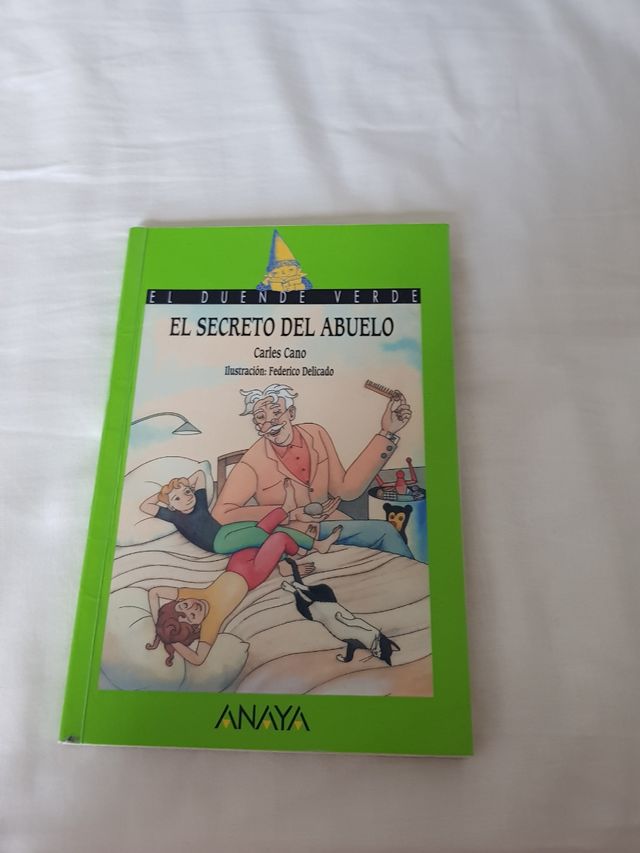 EL DUENDE VERDE
EL SECRETO DEL ABUELO
Carles Cano
Ilustración: Federico Delicado
ANAYA